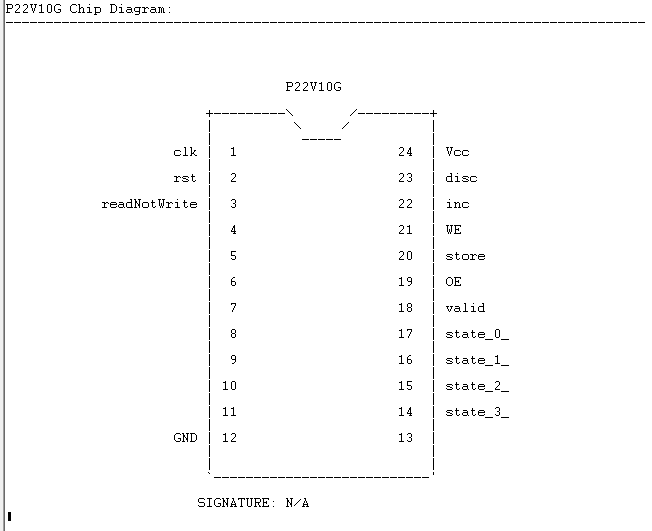 P22V10G Chip Diagram:
P22V10G
clk 1 24 Vcc
rst 2 23 disc
readNotWrite 3 22 inc
4 21 WE
5 20 store
6 19 OE
7 18 valid
8 17 state_0_
9 16 state_1_
10 15 state_2_
11 14 state_3_
GND 12 13
SIGNATURE: N/A